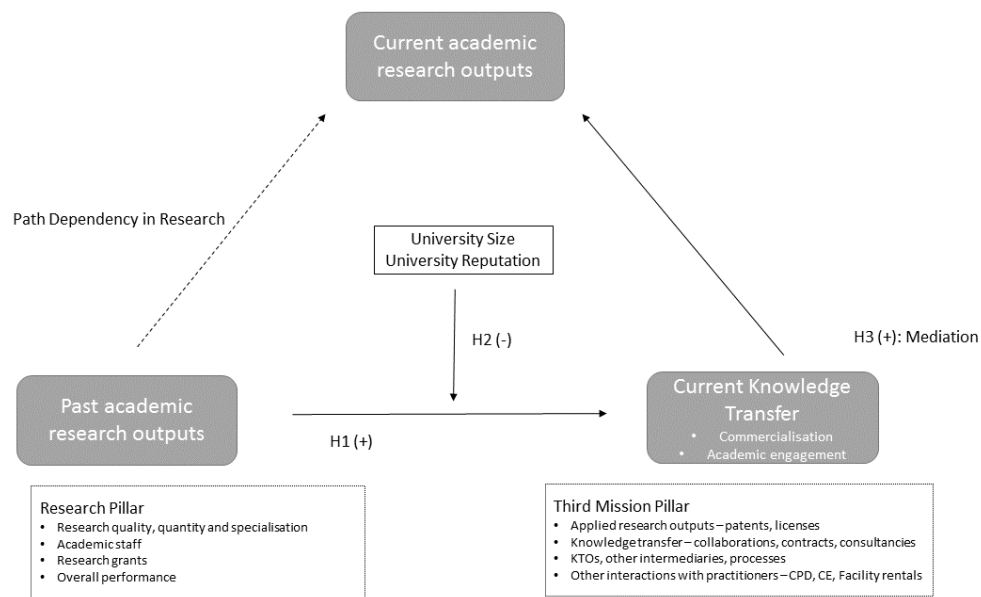 Current academic
research outputs
Path Dependency in Research
University Size
University Reputation
H2 (-)
H3 (+): Mediation
Past academic
research outputs
H1 (+)
Current Knowledge
Transfer
• Commercialisation
• Academic engagement
Research Pillar
• Research quality, quantity and specialisation
• Academic staff
• Research grants
• Overall performance
Third Mission Pillar
• Applied research outputs – patents, licenses
• Knowledge transfer – collaborations, contracts, consultancies
• KTOs, other intermediaries, processes
• Other interactions with practitioners – CPD, CE, Facility rentals